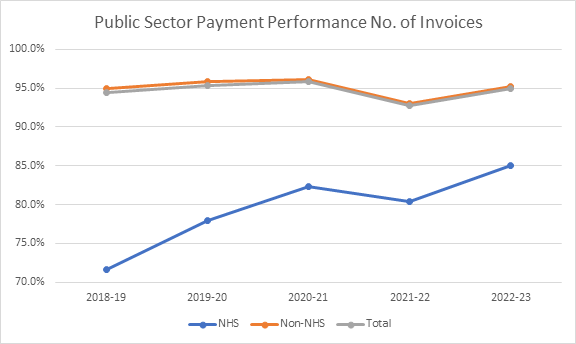 Public Sector Payment Performance No. of Invoices
100.0%
95.0%
90.0%
85.0%
80.0%
75.0%
70.0%
2018-19 2019-20 2020-21 2021-22 2022-23
NHS Non-NHS Total